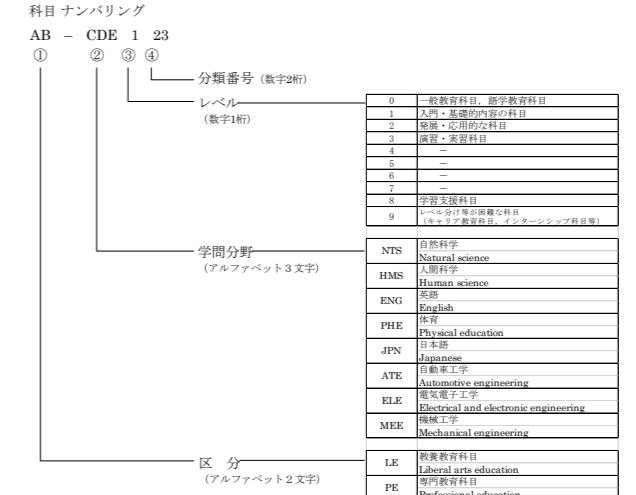 科目 ナンバリング
AB － CDE 1 23
① ② ③ ④
分類番号（数字2桁）
レベル
（数字1桁）
0 一般教育科目，語学教育科目
1 入門・基礎的内容の科目
2 発展・応用的な科目
3 演習・実習科目
4 －
5 －
6 －
7 －
8 学習支援科目
9 レベル分け等が困難な科目
（キャリア教育科目，インターンシップ科目等）
学問分野
（アルファベット３文字）
NTS 自然科学
Natural science
HMS 人間科学
Human science
ENG 英語
English
PHE 体育
Physical education
JPN 日本語
Japanese
ATE 自動車工学
Automotive engineering
ELE 電気電子工学
Electrical and electronic engineering
MEE 機械工学
Mechanical engineering
区　分
（アルファベット２文字）
LE 教養教育科目
Liberal arts education
PE 専門教育科目
Professional education